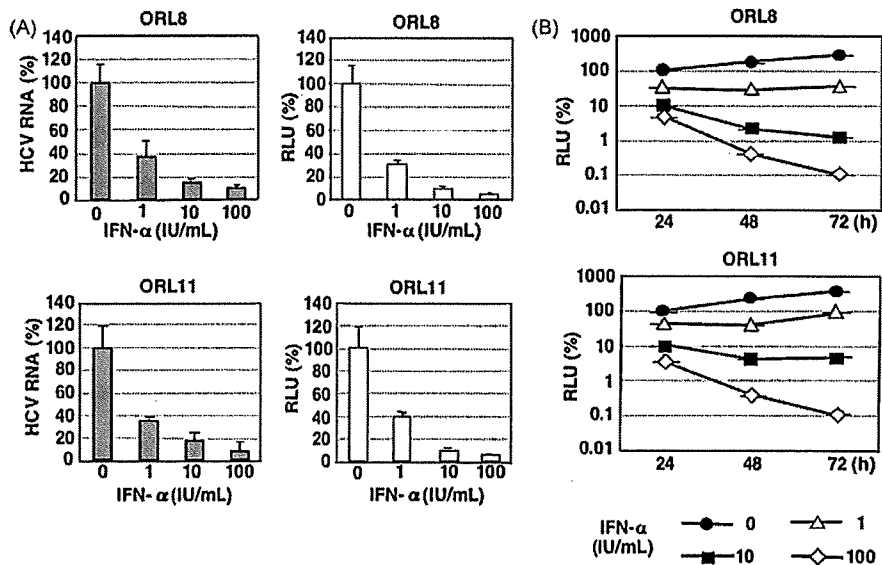 (A)
ORL8
HCV RNA (%)
140
120
100
80
60
40
20
0
0 1 10 100
IFN-α (IU/mL)
ORL8
RLU (%)
140
120
100
80
60
40
20
0
0 1 10 100
IFN-α (IU/mL)
ORL11
HCV RNA (%)
140
120
100
80
60
40
20
0
0 1 10 100
IFN- α (IU/mL)
ORL11
RLU (%)
140
120
100
80
60
40
20
0
0 1 10 100
IFN- α (IU/mL)
(B)
ORL8
RLU (%)
1000
100
10
1
0.1
0.01
24 48 72 (h)
ORL11
RLU (%)
1000
100
10
1
0.1
0.01
24 48 72 (h)
IFN-α
(IU/mL)
0 1
10 100